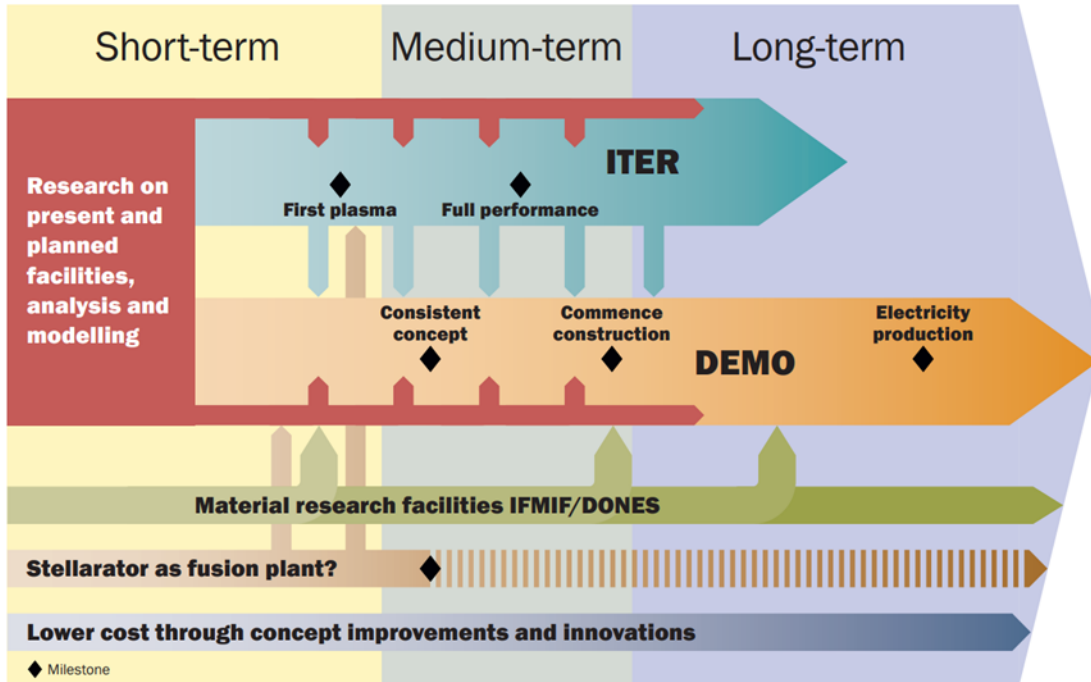 Short-term
Medium-term
Long-term
Research on
present and
planned
facilities,
analysis and
modelling
ITER
First plasma
Full performance
Consistent
concept
Commence
construction
Electricity
production
DEMO
Material research facilities IFMIF/DONES
Stellarator as fusion plant?
Lower cost through concept improvements and innovations
Milestone